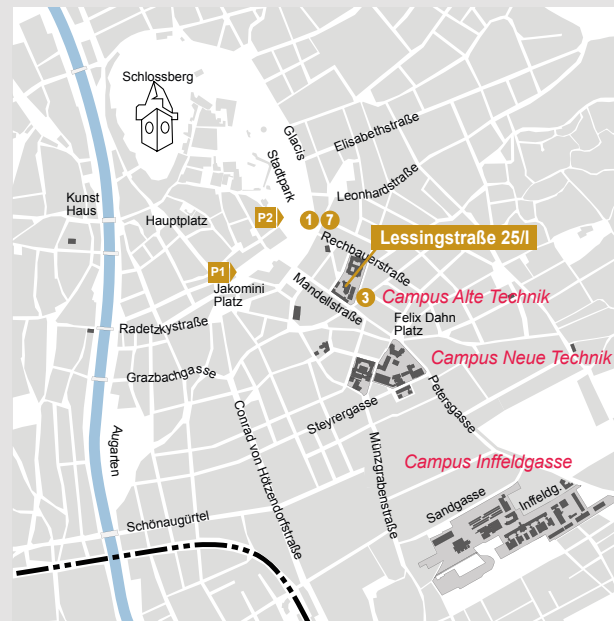 Schlossberg
Glacis
Stadtpark
Elisabethstraße
Leonhardstraße
Kunst
Haus
Hauptplatz
P2
1
7
Rechbauerstraße
Lessingstraße 25/I
P1
Jakomini
Platz
Mandellstraße
3
Campus Alte Technik
Felix Dahn
Platz
Radetzkystraße
Campus Neue Technik
Grazbachgasse
Petersgasse
Steyrergasse
Conrad von Hötzendorfstraße
Münzgrabenstraße
Augarten
Campus Inffeldgasse
Sandgasse
Inffeldg.
Schönaugürtel